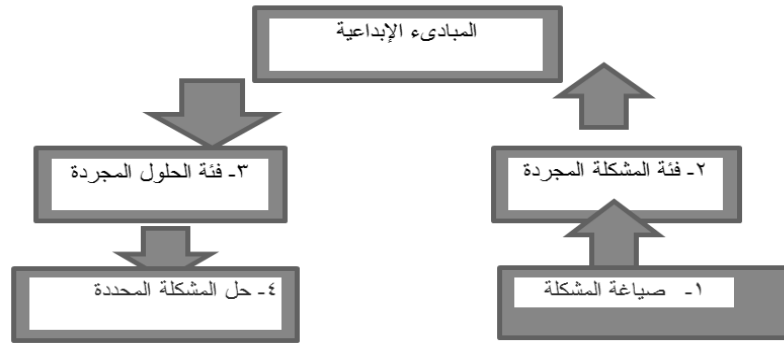 المبادىء الإبداعية
٢- فئة المشكلة المجردة
٣- فئة الحلول المجردة
١- صياغة المشكلة
٤- حل المشكلة المحددة